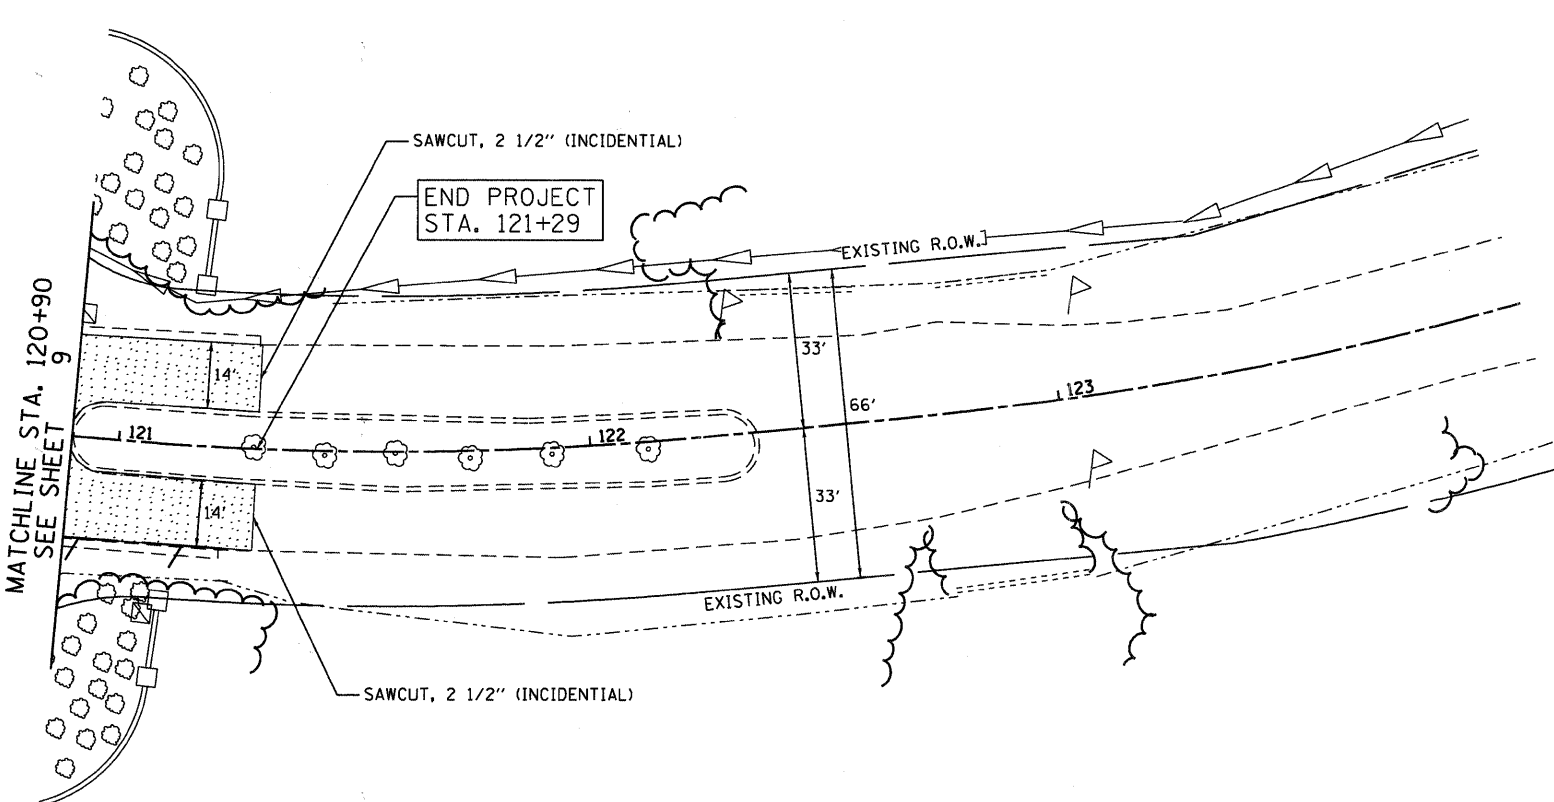 SAWCUT, 2 1/2" (INCIDENTIAL)
END PROJECT
STA. 121+29
EXISTING R.O.W.
MATCHLINE STA. 120+90
SEE SHEET 9
14'
33'
66'
123
121
122
33'
14'
EXISTING R.O.W.
SAWCUT, 2 1/2" (INCIDENTIAL)